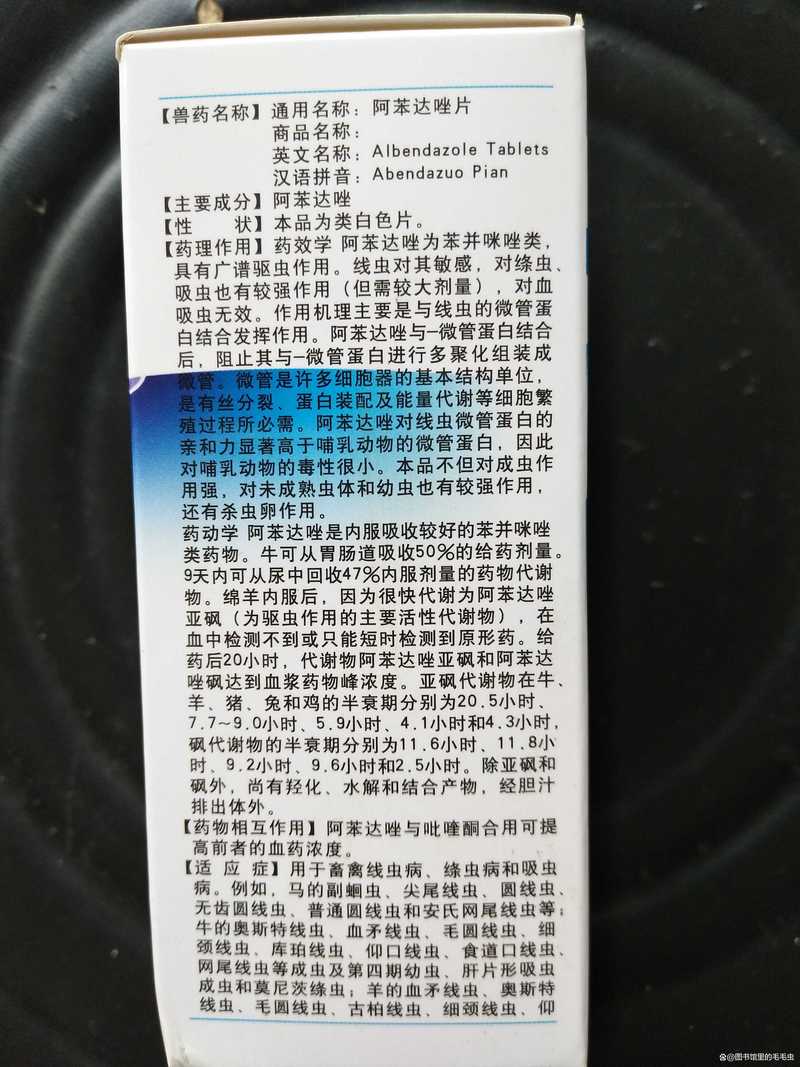 【兽药名称】通用名称：阿苯达唑片
商品名称：
英文名称：Albendazole Tablets
汉语拼音：Abendazuo Pian
【主要成分】阿苯达唑
【性 状】本品为类白色片。
【药理作用】药效学 阿苯达唑为苯并咪唑类，
具有广谱驱虫作用。线虫对其敏感，对绦虫、
吸虫也有较强作用（但需较大剂量），对血
吸虫无效。作用机理主要是与线虫的微管蛋
白结合发挥作用。阿苯达唑与—微管蛋白结合
后，阻止其与—微管蛋白进行多聚化组装成
微管。微管是许多细胞器的基本结构单位，
是有丝分裂、蛋白装配及能量代谢等细胞繁
殖过程所必需。阿苯达唑对线虫微管蛋白的
亲和力显著高于哺乳动物的微管蛋白，因此
对哺乳动物的毒性很小。本品不但对成虫作
用强，对未成熟虫体和幼虫也有较强作用，
还有杀虫卵作用。
药动学 阿苯达唑是内服吸收较好的苯并咪唑
类药物。牛可从胃肠道吸收50%的给药剂量。
9天内可从尿中回收47%内服剂量的药物代谢
物。绵羊内服后，因为很快代谢为阿苯达唑
亚砜（为驱虫作用的主要活性代谢物），在
血中检测不到或只能短时检测到原形药。给
药后20小时，代谢物阿苯达唑亚砜和阿苯达
唑砜达到血浆药物峰浓度。亚砜代谢物在牛、
羊、猪、兔和鸡的半衰期分别为20.5小时、
7.7~9.0小时、5.9小时、4.1小时和4.3小时，
砜代谢物的半衰期分别为11.6小时、11.8小
时、9.2小时、9.6小时和2.5小时。除亚砜和
砜外，尚有羟化、水解和结合产物，经胆汁
排出体外。
【药物相互作用】阿苯达唑与吡喹酮合用可提
高前者的血药浓度。
【适 应 症】用于畜禽线虫病、绦虫病和吸虫
病。例如，马的副蛔虫、尖尾线虫、圆线虫、
无齿圆线虫、普通圆线虫和安氏网尾线虫等；
牛的奥斯特线虫、血矛线虫、毛圆线虫、细
颈线虫、库珀线虫、仰口线虫、食道口线虫、
网尾线虫等成虫及第四期幼虫、肝片形吸虫
成虫和莫尼茨绦虫；羊的血矛线虫、奥斯特
线虫、毛圆线虫、古柏线虫、细颈线虫、仰
@图书馆里的毛毛虫